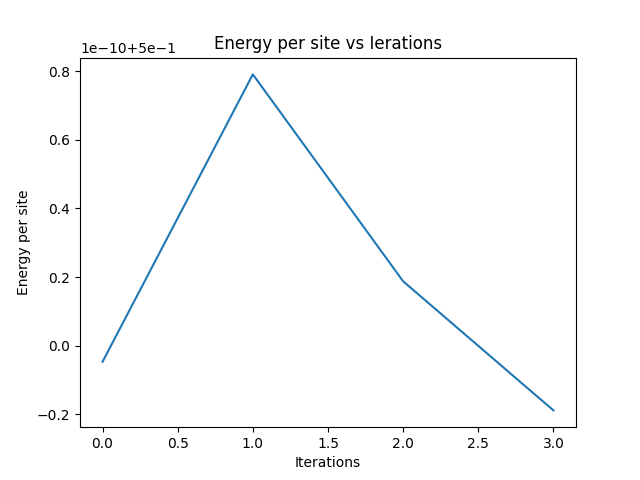 Energy per site vs Ierations
1e−10+5e−1
0.8
0.6
0.4
0.2
0.0
−0.2
Energy per site
0.0 0.5 1.0 1.5 2.0 2.5 3.0
Iterations